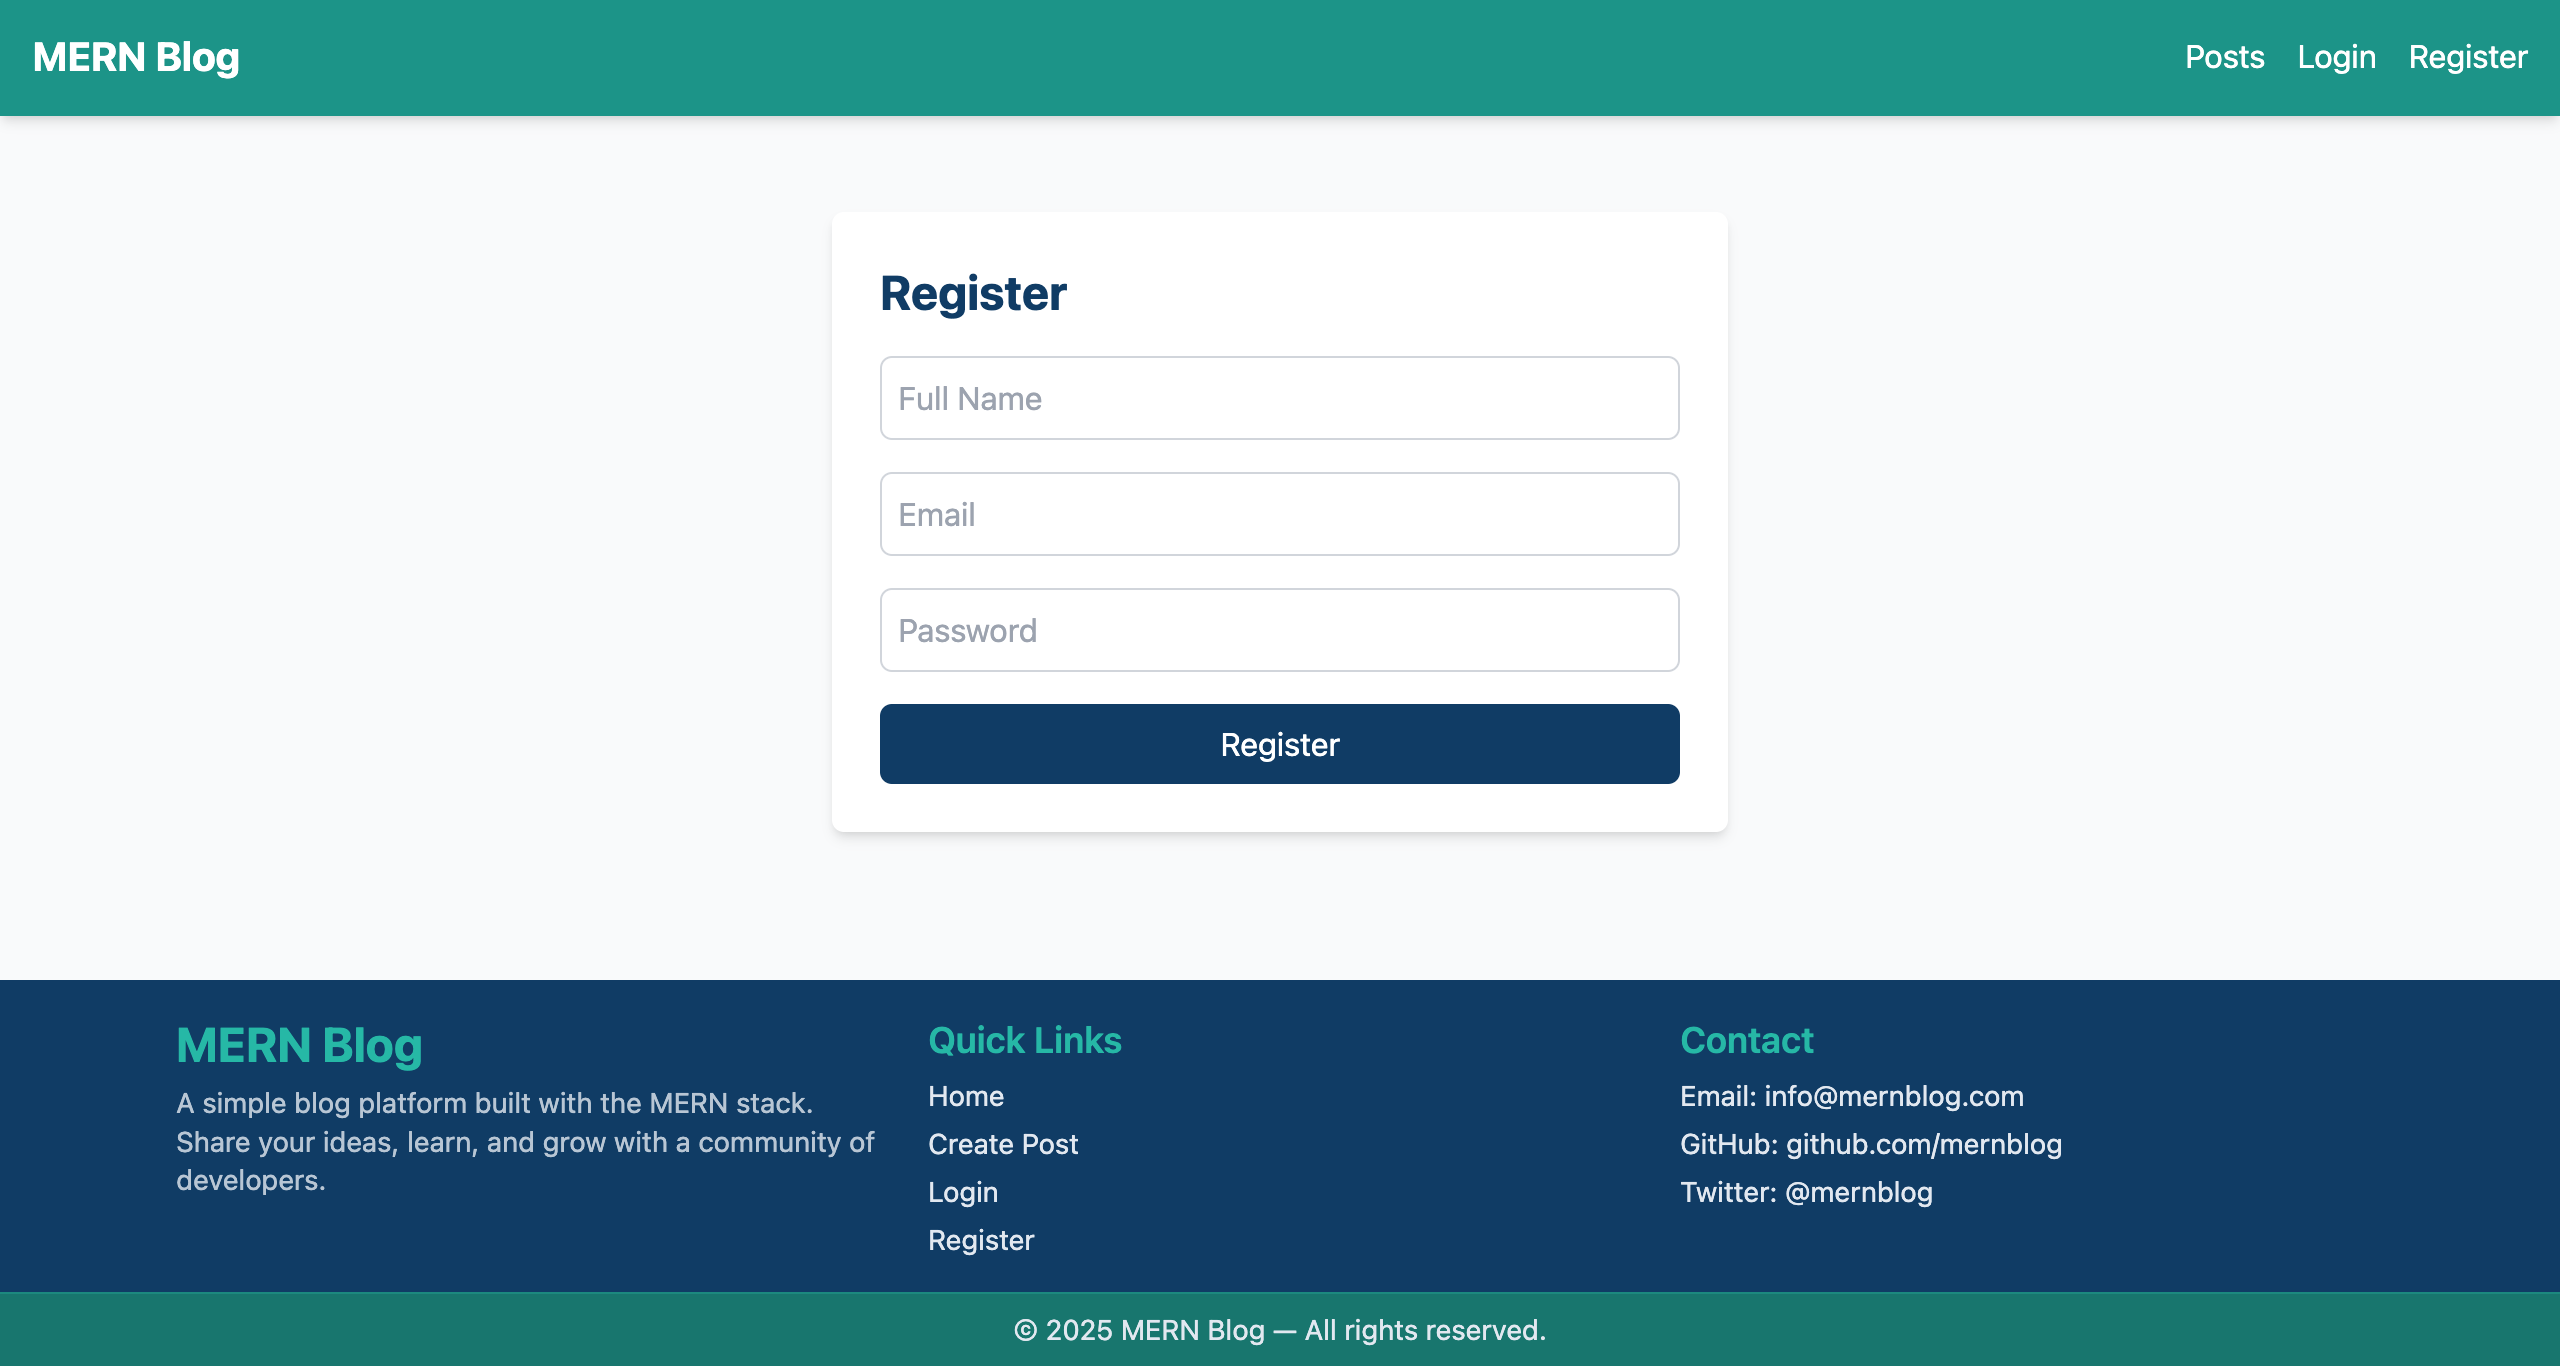 MERN Blog
Posts
Login
Register
Register
Full Name
Email
Password
Register
MERN Blog
A simple blog platform built with the MERN stack.
Share your ideas, learn, and grow with a community of
developers.
Quick Links
Home
Create Post
Login
Register
Contact
Email: info@mernblog.com
GitHub: github.com/mernblog
Twitter: @mernblog
© 2025 MERN Blog — All rights reserved.